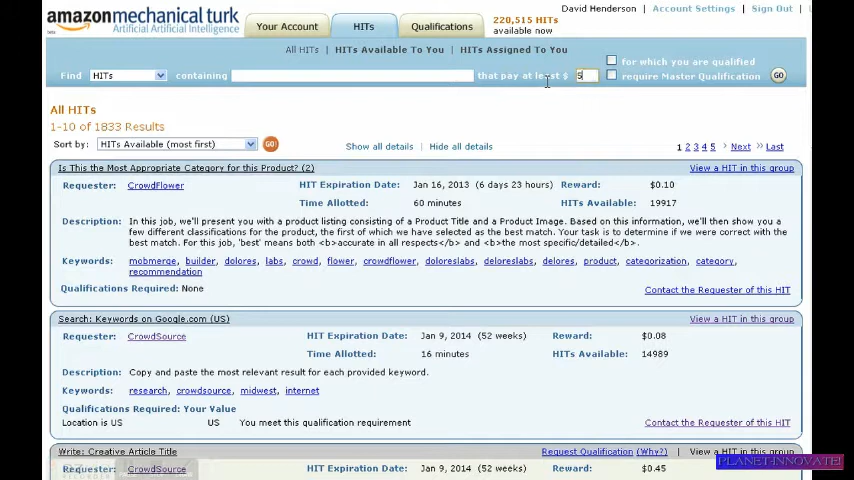 David Henderson | Account Settings | Sign Out |
amazonmechanical turk
beta
Artificial Artificial Intelligence
Your Account
HITs
Qualifications
220,515 HITs
available now
All HITs | HITs Available To You | HITs Assigned To You
Find HITs containing that pay at least $ 5
for which you are qualified
require Master Qualification
GO
All HITs
1-10 of 1833 Results
Sort by: HITs Available (most first) GO!
Show all details | Hide all details
1 2 3 4 5 > Next >> Last
Is This the Most Appropriate Category for this Product? (2) View a HIT in this group
Requester: CrowdFlower HIT Expiration Date: Jan 16, 2013 (6 days 23 hours) Reward: $0.10
Time Allotted: 60 minutes HITs Available: 19917
Description: In this job, we'll present you with a product listing consisting of a Product Title and a Product Image. Based on this information, we'll then show you a
few different classifications for the product, the first of which we have selected as the best match. Your task is to determine if we were correct with the
best match. For this job, 'best' means both <b>accurate in all respects</b> and <b>the most specific/detailed</b>
Keywords: mobmerge, builder, dolores, labs, crowd, flower, crowdflower, doloreslabs, deloreslabs, delores, product, categorization, category,
recommendation
Qualifications Required: None
Contact the Requester of this HIT
Search: Keywords on Google.com (US) View a HIT in this group
Requester: CrowdSource HIT Expiration Date: Jan 9, 2014 (52 weeks) Reward: $0.08
Time Allotted: 16 minutes HITs Available: 14989
Description: Copy and paste the most relevant result for each provided keyword.
Keywords: research, crowdsource, midwest, internet
Qualifications Required: Your Value
Location is US US You meet this qualification requirement
Contact the Requester of this HIT
Write: Creative Article Title Request Qualification (Why?) | View a HIT in this group
Requester: CrowdSource HIT Expiration Date: Jan 9, 2014 (52 weeks) Reward: $0.45
PLANET-INNOVATE!